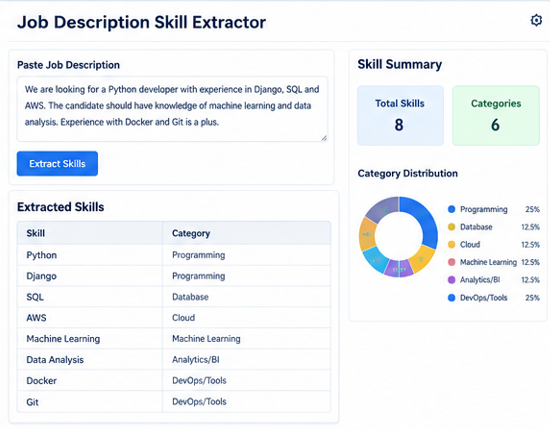 Job Description Skill Extractor
Paste Job Description
We are looking for a Python developer with experience in Django, SQL and
AWS. The candidate should have knowledge of machine learning and data
analysis. Experience with Docker and Git is a plus.
Extract Skills
Extracted Skills
Skill Category
Python Programming
Django Programming
SQL Database
AWS Cloud
Machine Learning Machine Learning
Data Analysis Analytics/BI
Docker DevOps/Tools
Git DevOps/Tools
Skill Summary
Total Skills
8
Categories
6
Category Distribution
Programming 25%
Database 12.5%
Cloud 12.5%
Machine Learning 12.5%
Analytics/BI 12.5%
DevOps/Tools 25%